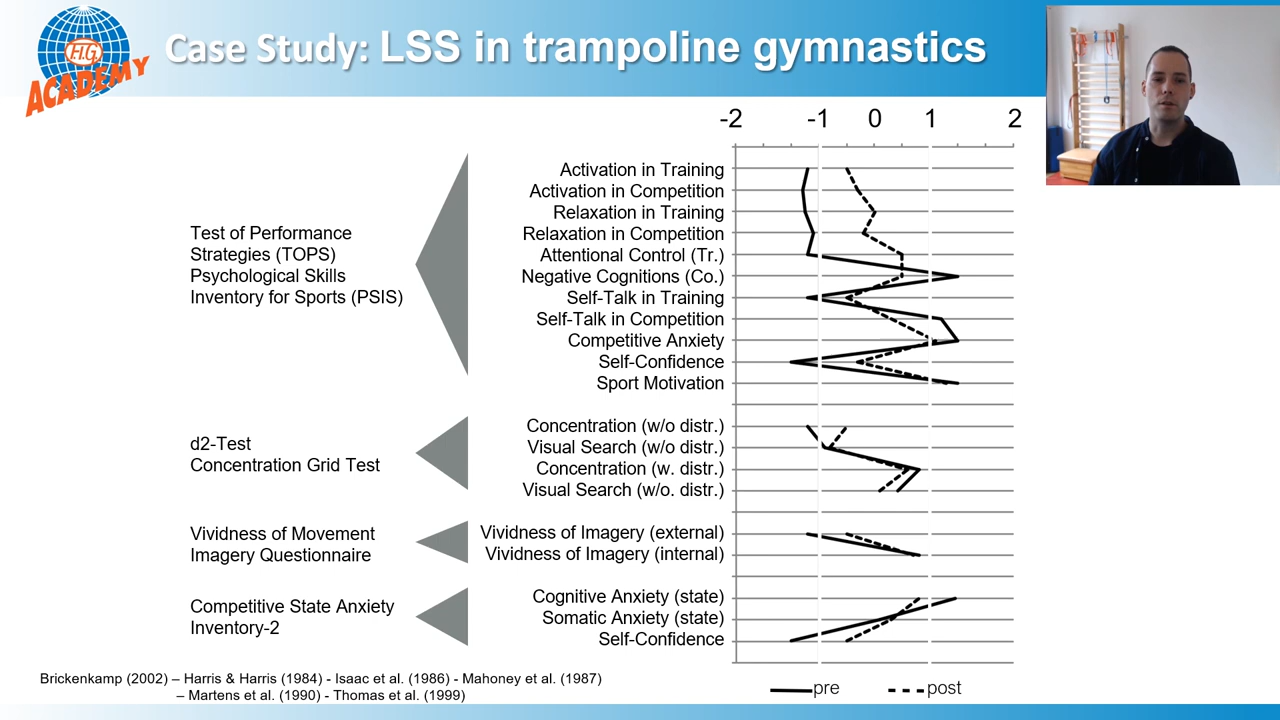 F.I.G.
ACADEMY
Case Study: LSS in trampoline gymnastics
-2 -1 0 1 2
Test of Performance
Strategies (TOPS)
Psychological Skills
Inventory for Sports (PSIS)
Activation in Training
Activation in Competition
Relaxation in Training
Relaxation in Competition
Attentional Control (Tr.)
Negative Cognitions (Co.)
Self-Talk in Training
Self-Talk in Competition
Competitive Anxiety
Self-Confidence
Sport Motivation
d2-Test
Concentration Grid Test
Concentration (w/o distr.)
Visual Search (w/o distr.)
Concentration (w. distr.)
Visual Search (w/o. distr.)
Vividness of Movement
Imagery Questionnaire
Vividness of Imagery (external)
Vividness of Imagery (internal)
Competitive State Anxiety
Inventory-2
Cognitive Anxiety (state)
Somatic Anxiety (state)
Self-Confidence
Brickenkamp (2002) – Harris & Harris (1984) - Isaac et al. (1986) - Mahoney et al. (1987)
– Martens et al. (1990) - Thomas et al. (1999)
pre post